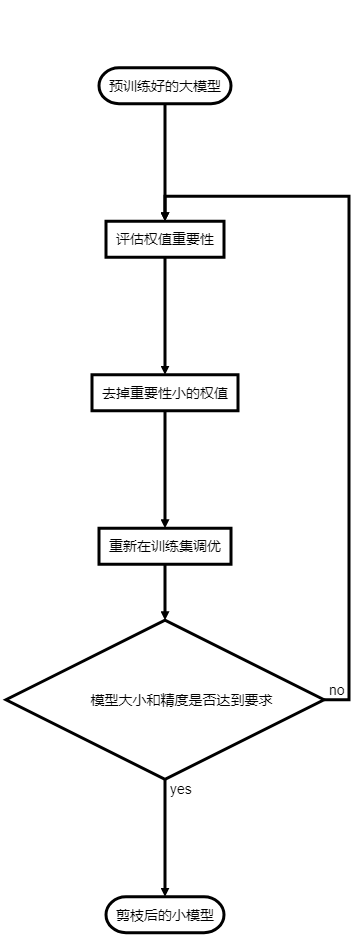 预训练好的大模型
评估权值重要性
去掉重要性小的权值
重新在训练集调优
模型大小和精度是否达到要求
no
yes
剪枝后的小模型